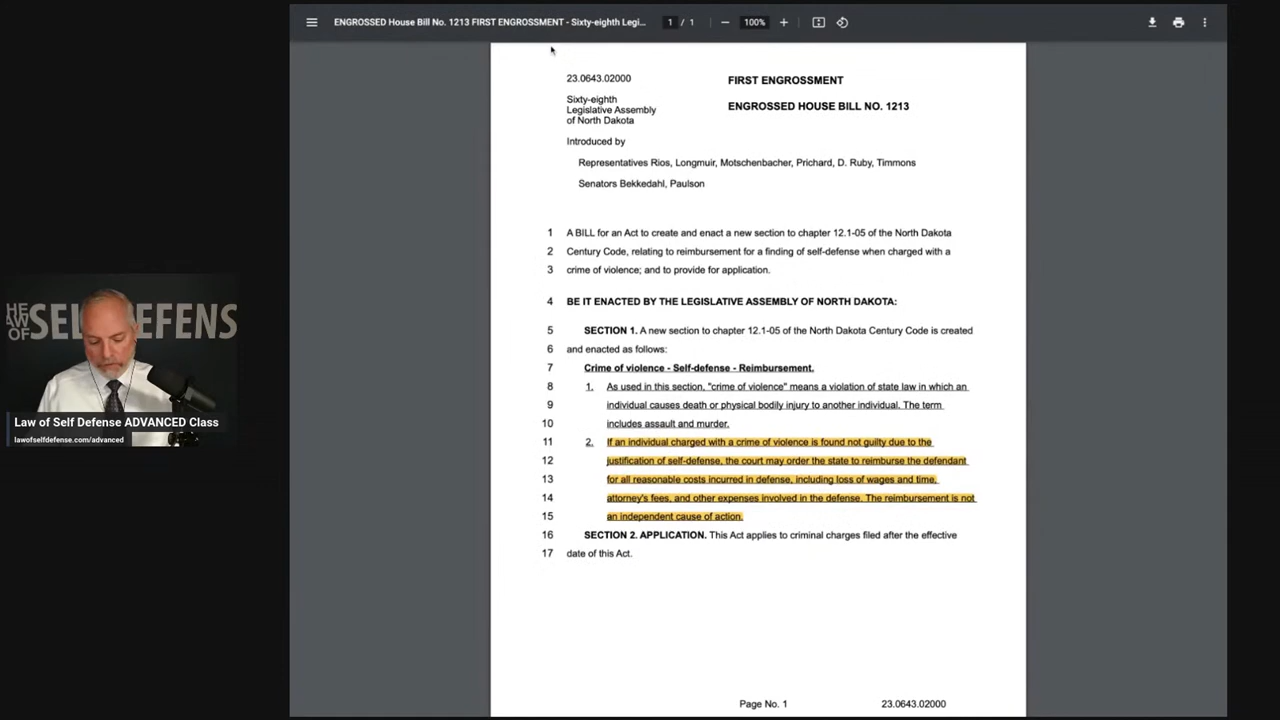 ENGROSSED House Bill No. 1213 FIRST ENGROSSMENT - Sixty-eighth Legi...
1 / 1
100%
23.0643.02000
FIRST ENGROSSMENT
Sixty-eighth
Legislative Assembly
of North Dakota
ENGROSSED HOUSE BILL NO. 1213
Introduced by
Representatives Rios, Longmuir, Motschenbacher, Prichard, D. Ruby, Timmons
Senators Bekkedahl, Paulson
1 A BILL for an Act to create and enact a new section to chapter 12.1-05 of the North Dakota
2 Century Code, relating to reimbursement for a finding of self-defense when charged with a
3 crime of violence; and to provide for application.
4 BE IT ENACTED BY THE LEGISLATIVE ASSEMBLY OF NORTH DAKOTA:
5 SECTION 1. A new section to chapter 12.1-05 of the North Dakota Century Code is created
6 and enacted as follows:
7 Crime of violence - Self-defense - Reimbursement.
8 1. As used in this section, "crime of violence" means a violation of state law in which an
9 individual causes death or physical bodily injury to another individual. The term
10 includes assault and murder.
11 2. If an individual charged with a crime of violence is found not guilty due to the
12 justification of self-defense, the court may order the state to reimburse the defendant
13 for all reasonable costs incurred in defense, including loss of wages and time,
14 attorney's fees, and other expenses involved in the defense. The reimbursement is not
15 an independent cause of action.
16 SECTION 2. APPLICATION. This Act applies to criminal charges filed after the effective
17 date of this Act.
Page No. 1
23.0643.02000
HE
AW
OF
SEL DEFENS
Law of Self Defense ADVANCED Class
lawofselfdefense.com/advanced